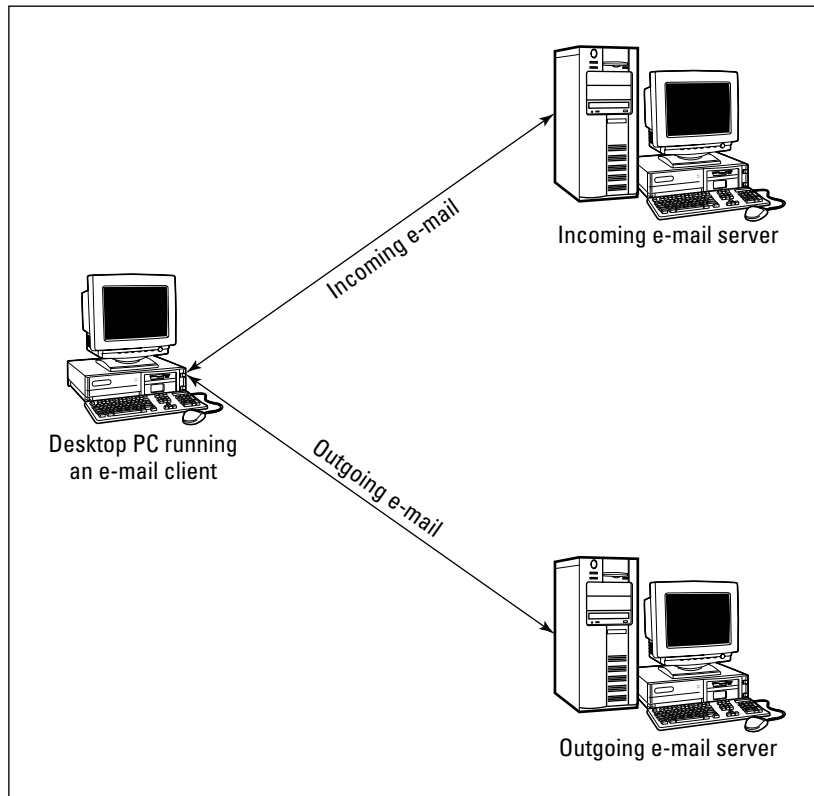 Incoming e-mail server
Incoming e-mail
Desktop PC running
an e-mail client
Outgoing e-mail
Outgoing e-mail server